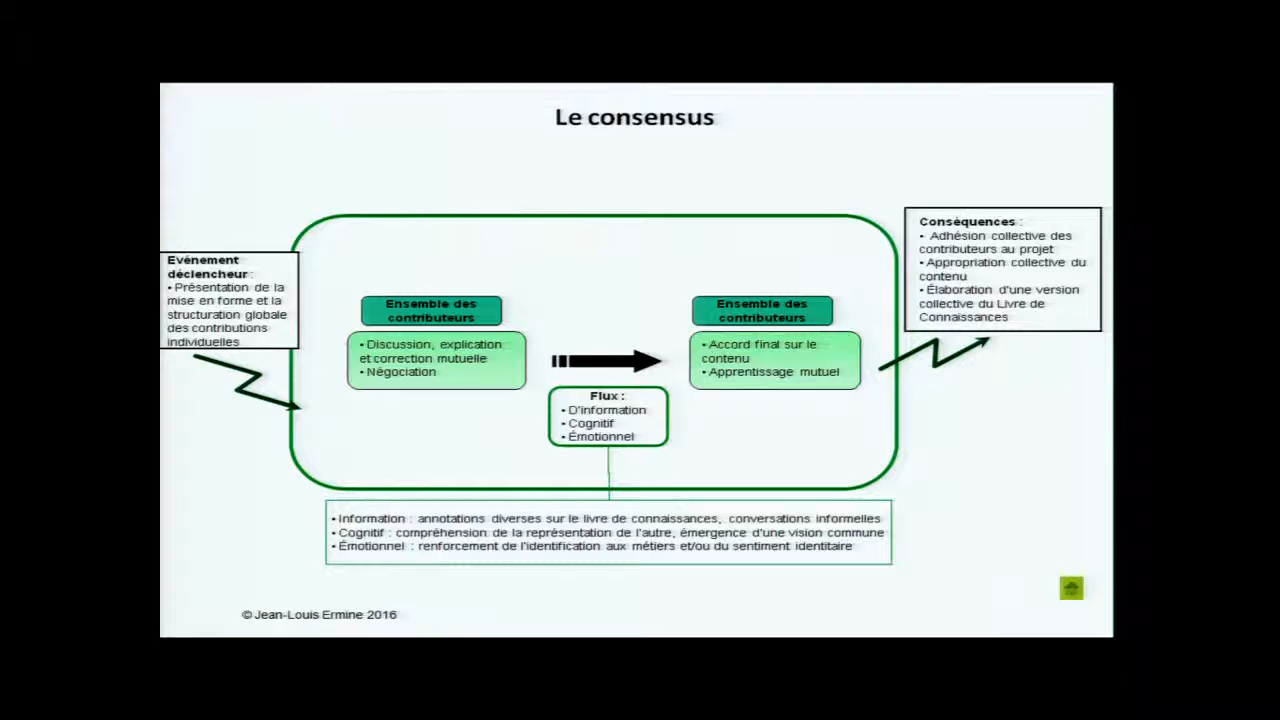 Le consensus
Evénement
déclencheur :
• Présentation de la
mise en forme et la
structuration globale
des contributions
individuelles
Ensemble des
contributeurs
• Discussion, explication
et correction mutuelle
• Négociation
Flux :
• D'information
• Cognitif
• Émotionnel
Ensemble des
contributeurs
• Accord final sur le
contenu
• Apprentissage mutuel
Conséquences :
• Adhésion collective des
contributeurs au projet
• Appropriation collective du
contenu
• Élaboration d'une version
collective du Livre de
Connaissances
• Information : annotations diverses sur le livre de connaissances, conversations informelles
• Cognitif : compréhension de la représentation de l'autre, émergence d'une vision commune
• Émotionnel : renforcement de l'identification aux métiers et/ou du sentiment identitaire
© Jean-Louis Ermine 2016